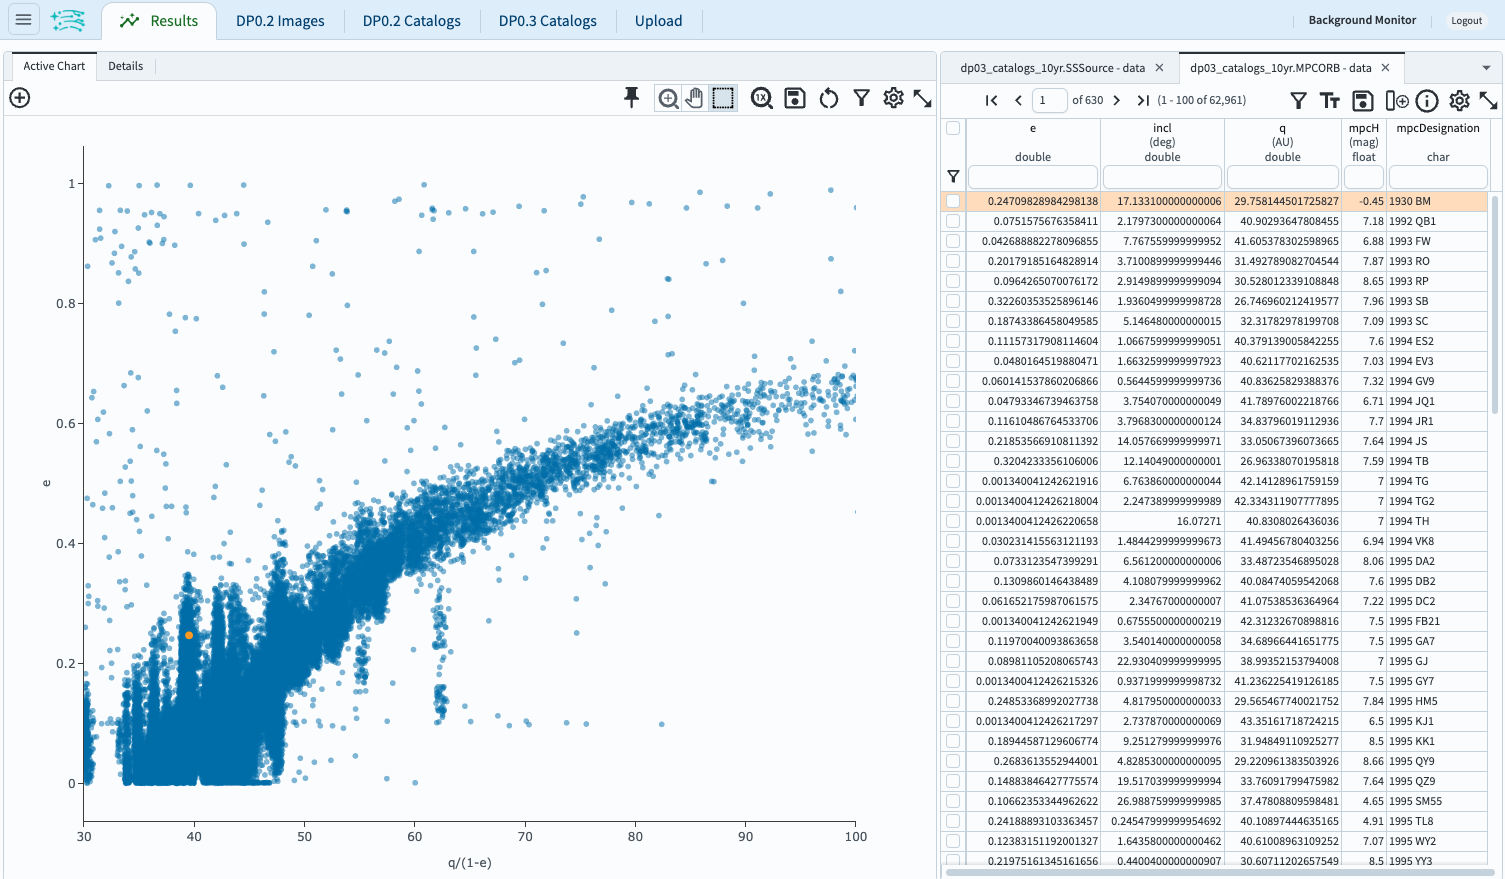 Results
DP0.2 Images
DP0.2 Catalogs
DP0.3 Catalogs
Upload
Background Monitor
Logout
Active Chart
Details
1X
1
0.8
0.6
0.4
0.2
0
e
30
40
50
60
70
80
90
100
q/(1-e)
dp03_catalogs_10yr.SSSource - data
dp03_catalogs_10yr.MPCORB - data
1 of 630 (1 - 100 of 62,961)
e incl q mpcH mpcDesignation
(deg) (AU) (mag)
double double double float char
0.24709828984298138 17.133100000000006 29.758144501725827 -0.45 1930 BM
0.0751575676358411 2.1797300000000064 40.90293647808455 7.18 1992 QB1
0.042688882278096855 7.767559999999952 41.605378302598965 6.88 1993 FW
0.20179185164828914 3.7100899999999446 31.492789082704544 7.87 1993 RO
0.0964265070076172 2.9149899999999094 30.528012339108848 8.65 1993 RP
0.32260353525896146 1.9360499999998728 26.746960212419577 7.96 1993 SB
0.18743386458049585 5.146480000000015 32.31782978199708 7.09 1993 SC
0.11157317908114604 1.0667599999999051 40.379139005842255 7.6 1994 ES2
0.0480164519880471 1.6632599999997923 40.62117702162535 7.03 1994 EV3
0.060141537860206866 0.5644599999999736 40.83625829388376 7.32 1994 GV9
0.04793346739463758 3.754070000000049 41.78976002218766 6.71 1994 JQ1
0.11610486764533706 3.7968300000000124 34.83796019112936 7.7 1994 JR1
0.21853566910811392 14.057669999999971 33.05067396073665 7.64 1994 JS
0.3204233356106006 12.14049000000001 26.96338070195818 7.59 1994 TB
0.001340041242621916 6.763860000000044 42.14128961759159 7 1994 TG
0.0013400412426218004 2.247389999999989 42.334311907777895 7 1994 TG2
0.0013400412426220658 16.07271 40.8308026436036 7 1994 TH
0.030231415563121193 1.4844299999999673 41.49456780403256 6.94 1994 VK8
0.0733123547399291 6.561200000000006 33.48723546895028 8.06 1995 DA2
0.1309860146438489 4.108079999999962 40.08474059542068 7.6 1995 DB2
0.061652175987061575 2.34767000000007 41.07538536364964 7.22 1995 DC2
0.001340041242621949 0.6755500000000219 42.31232670898816 7.5 1995 FB21
0.11970040093863658 3.540140000000058 34.68966441651775 7.5 1995 GA7
0.08981105208065743 22.930409999999995 38.99352153794008 7 1995 GJ
0.0013400412426215326 0.9371999999998732 41.236225419126185 7.5 1995 GY7
0.24853368992027738 4.817950000000033 29.565467740021752 7.84 1995 HM5
0.0013400412426217297 2.737870000000069 43.35161718724215 6.5 1995 KJ1
0.18944587129606774 9.251279999999976 31.94849110925277 8.5 1995 KK1
0.2683613552944001 4.8285300000000095 29.220961383503926 8.66 1995 QY9
0.14883846427775574 19.517039999999994 33.76091799475982 7.64 1995 QZ9
0.10662353344962622 26.988759999999985 37.47808809598481 4.65 1995 SM55
0.24188893103363457 0.24547999999954692 40.10897444635165 4.91 1995 TL8
0.12383151192001327 1.6435800000000462 40.61008963109252 7.07 1995 WY2
0.21975161345161656 0.4400400000000907 30.60711202657549 8.5 1995 YY3